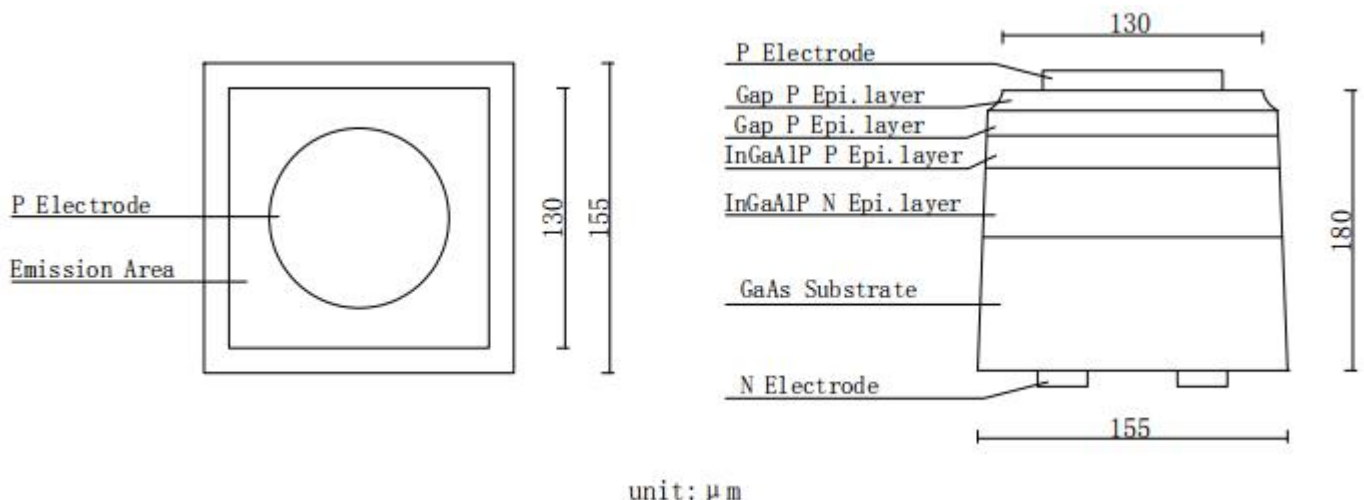 P Electrode
Emission Area
130
155
130
P Electrode
Gap P Epi.layer
Gap P Epi.layer
InGaAlP P Epi.layer
InGaAlP N Epi.layer
GaAs Substrate
N Electrode
180
155
unit: μm